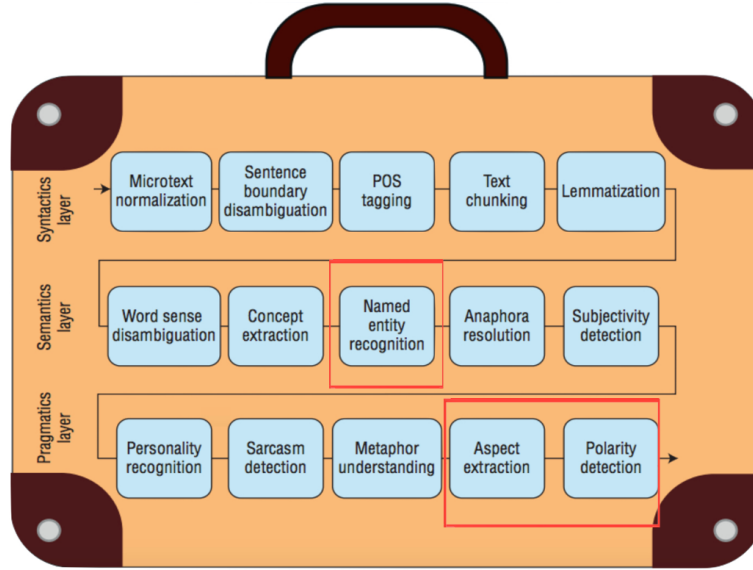 Syntactics
layer
Microtext
normalization
Sentence
boundary
disambiguation
POS
tagging
Text
chunking
Lemmatization
Semantics
layer
Word sense
disambiguation
Concept
extraction
Named
entity
recognition
Anaphora
resolution
Subjectivity
detection
Pragmatics
layer
Personality
recognition
Sarcasm
detection
Metaphor
understanding
Aspect
extraction
Polarity
detection